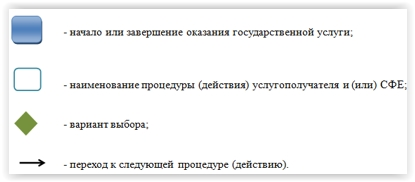 - начало или завершение оказания государственной услуги;
- наименование процедуры (действия) услугополучателя и (или) СФЕ;
- вариант выбора;
- переход к следующей процедуре (действию).